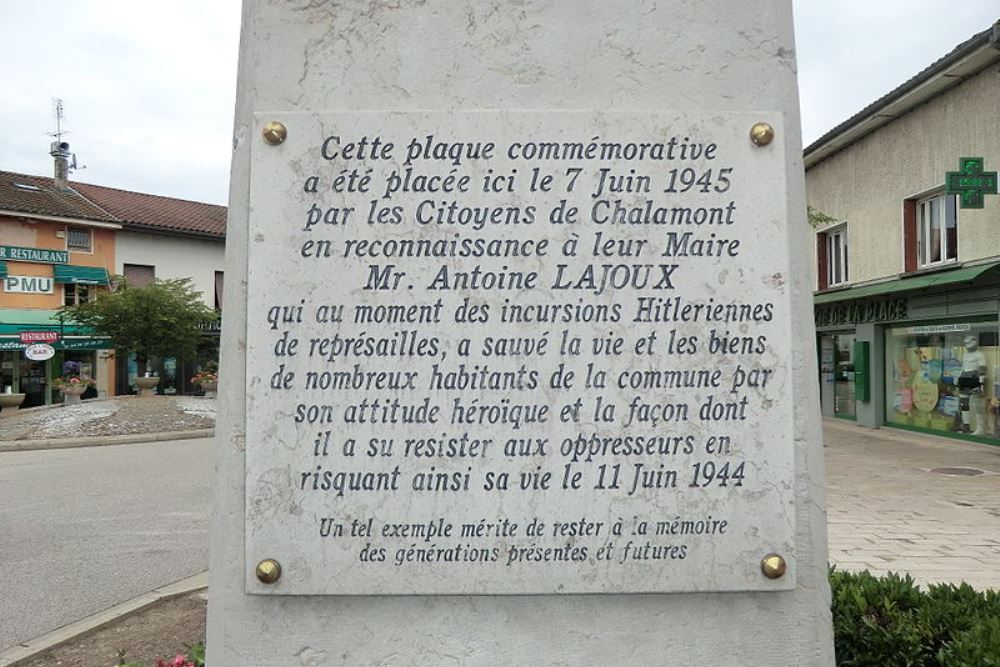 Cette plaque commémorative
a été placée ici le 7 Juin 1945
par les Citoyens de Chalamont
en reconnaissance à leur Maire
Mr. Antoine LAJOUX
qui au moment des incursions Hitleriennes
de représailles, a sauvé la vie et les biens
de nombreux habitants de la commune par
son attitude héroïque et la façon dont
il a su resister aux oppresseurs en
risquant ainsi sa vie le 11 Juin 1944
Un tel exemple mérite de rester à la mémoire
des générations présentes et futures
RESTAURANT
PMU
RESTAURANT
BAR
DE LA PLACE